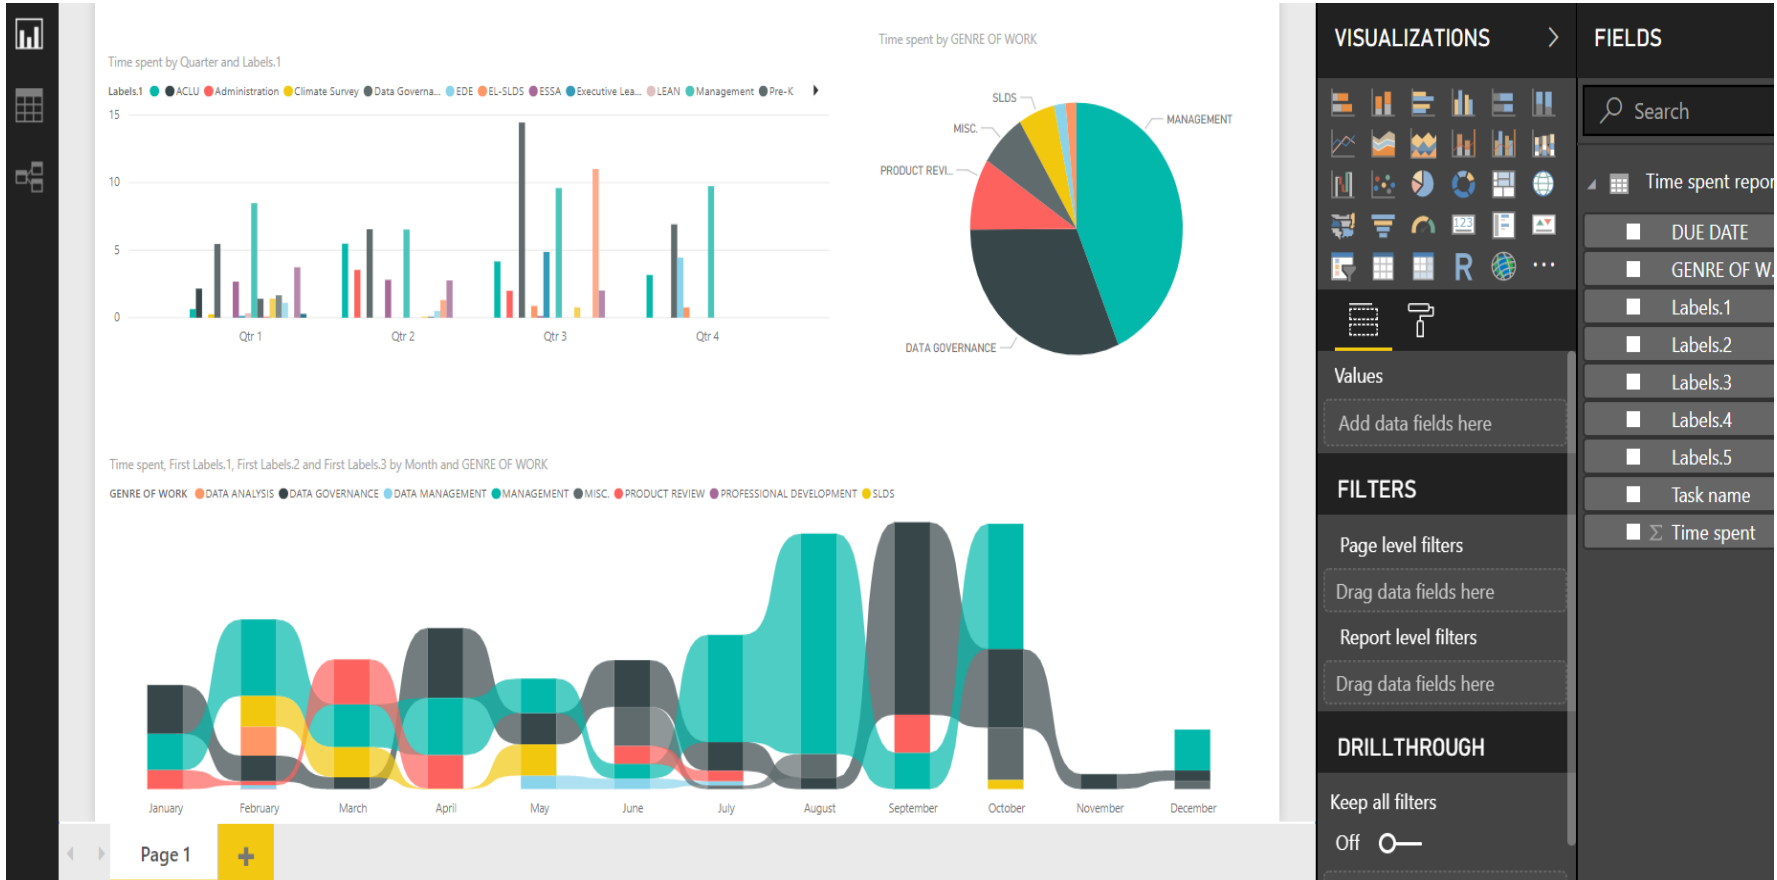 Time spent by Quarter and Labels.1
Labels.1 ACLU Administration Climate Survey Data Governa... EDE EL-SLDS ESSA Executive Lea... LEAN Management Pre-K
15
10
5
0
Qtr 1 Qtr 2 Qtr 3 Qtr 4
Time spent by GENRE OF WORK
SLDS
MISC.
MANAGEMENT
PRODUCT REVI...
DATA GOVERNANCE
Time spent, First Labels.1, First Labels.2 and First Labels.3 by Month and GENRE OF WORK
GENRE OF WORK DATA ANALYSIS DATA GOVERNANCE DATA MANAGEMENT MANAGEMENT MISC. PRODUCT REVIEW PROFESSIONAL DEVELOPMENT SLDS
January February March April May June July August September October November December
Page 1
VISUALIZATIONS
123
R
Values
Add data fields here
FILTERS
Page level filters
Drag data fields here
Report level filters
Drag data fields here
DRILLTHROUGH
Keep all filters
Off
FIELDS
Search
Time spent repor
DUE DATE
GENRE OF W.
Labels.1
Labels.2
Labels.3
Labels.4
Labels.5
Task name
Σ Time spent